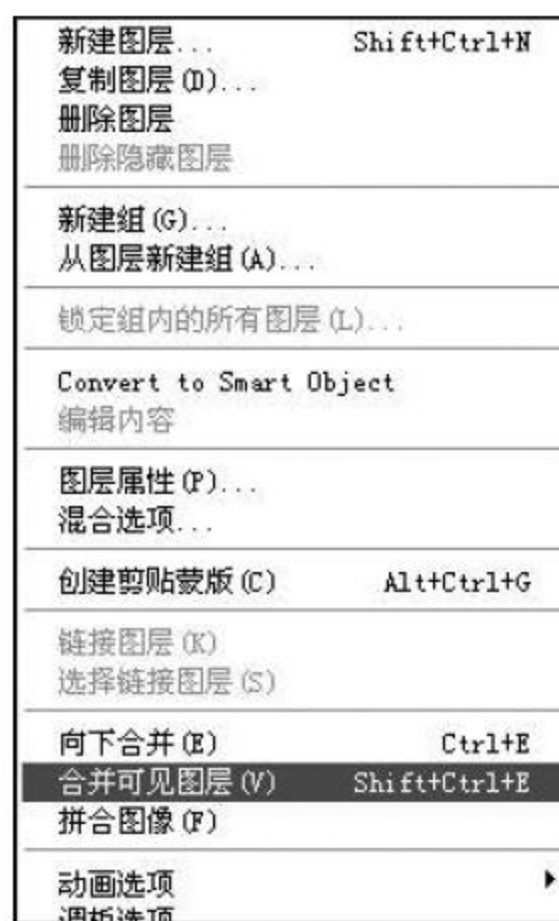 新建图层... Shift+Ctrl+N
复制图层(D)...
删除图层
删除隐藏图层
新建组(G)...
从图层新建组(A)...
锁定组内的所有图层(L)...
Convert to Smart Object
编辑内容
图层属性(P)...
混合选项...
创建剪贴蒙版(C) Alt+Ctrl+G
链接图层(K)
选择链接图层(S)
向下合并(E) Ctrl+E
合并可见图层(V) Shift+Ctrl+E
拼合图像(F)
动画选项
调板选项